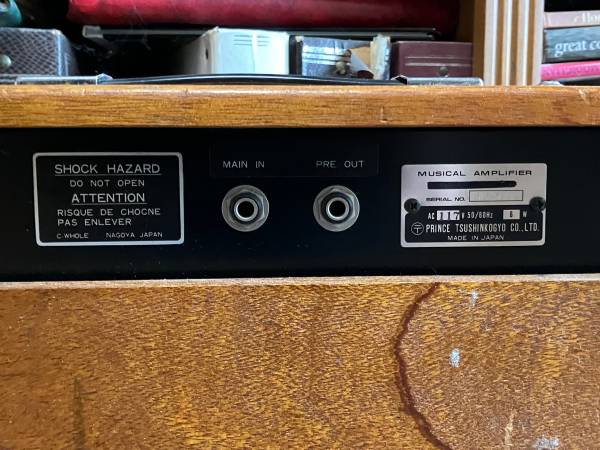 SHOCK HAZARD
DO NOT OPEN
ATTENTION
RISQUE DE CHOCNE
PAS ENLEVER
C-WHOLE NAGOYA JAPAN
MAIN IN
PRE OUT
MUSICAL AMPLIFIER
SERIAL NO.
AC 117 V 50/60Hz 6 W
PRINCE TSUSHINKOGYO CO.,LTD.
MADE IN JAPAN
great